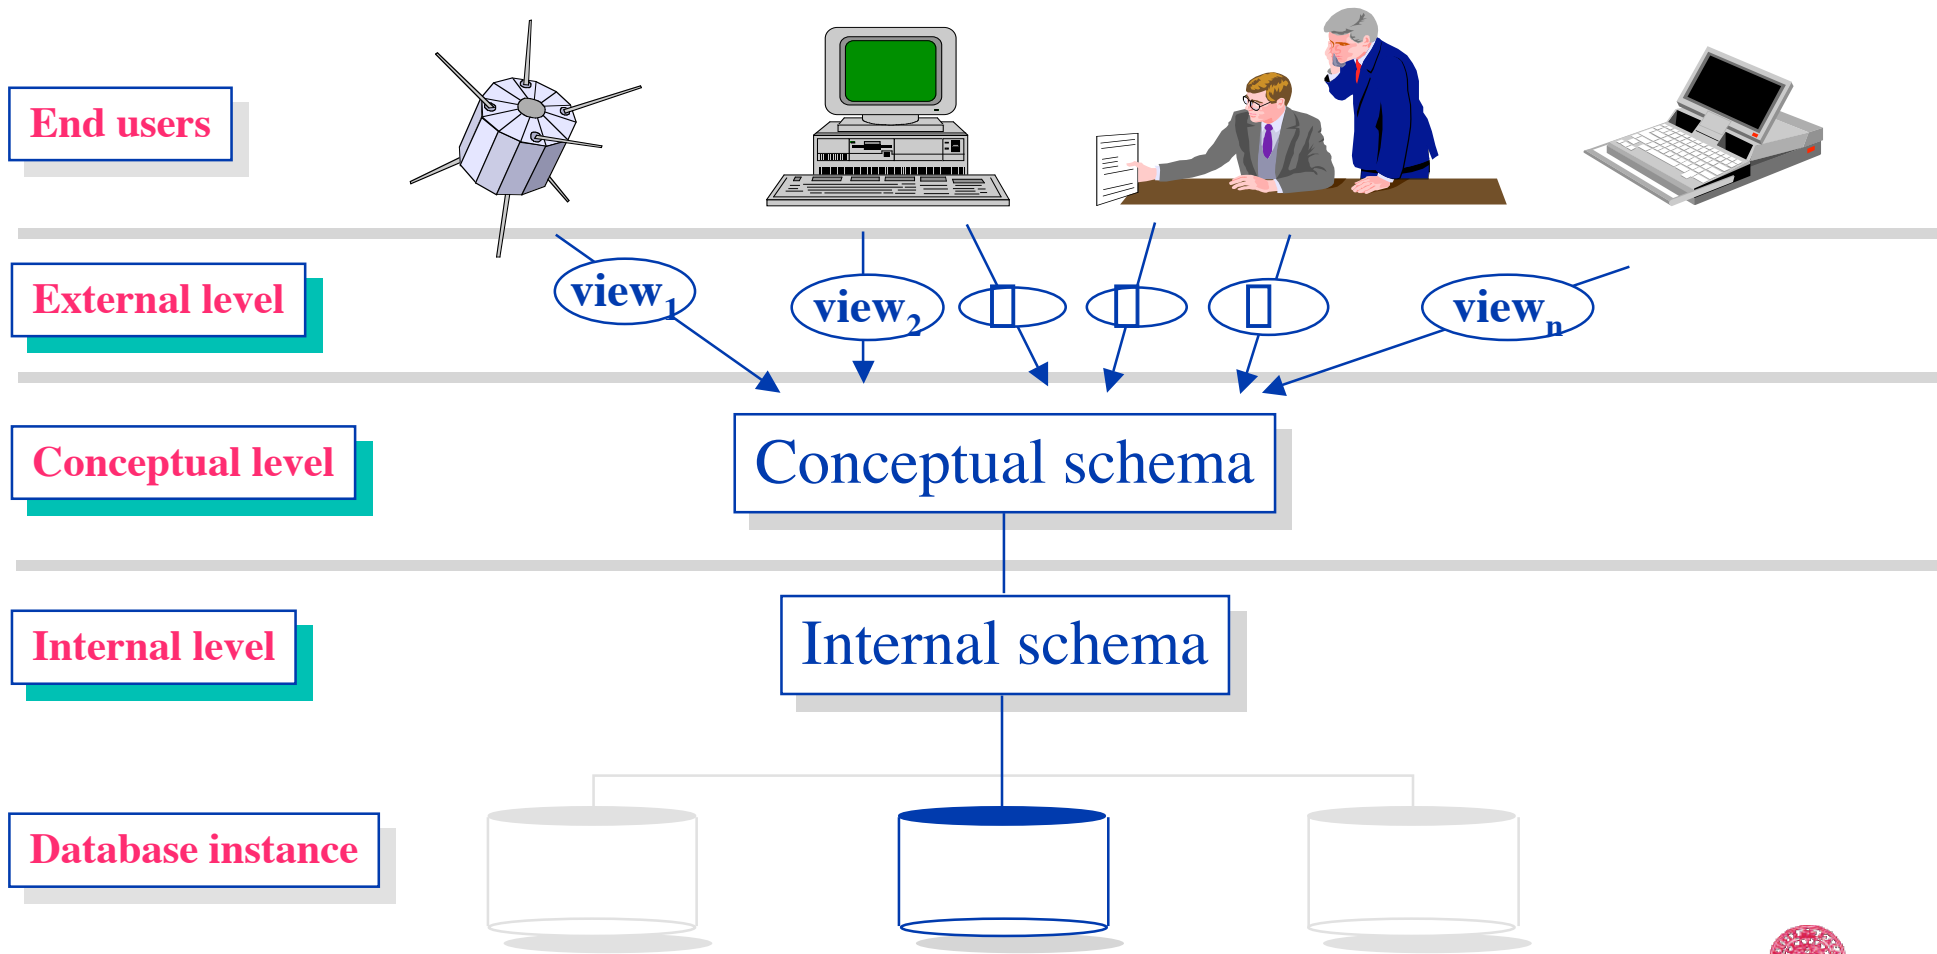 End users
External level
view1
view2
viewn
Conceptual level
Conceptual schema
Internal level
Internal schema
Database instance